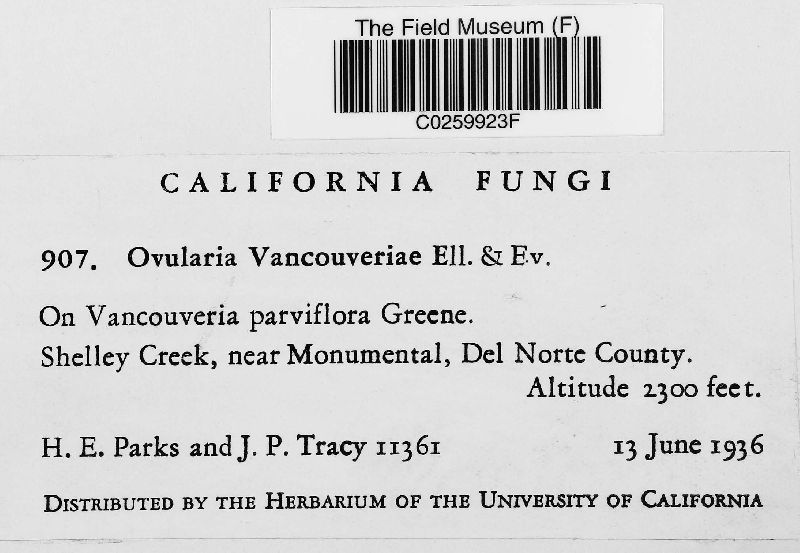 The Field Museum (F)
C0259923F
CALIFORNIA FUNGI
907. Ovularia Vancouveriae Ell. & Ev.
On Vancouveria parviflora Greene.
Shelley Creek, near Monumental, Del Norte County.
Altitude 2300 feet.
H. E. Parks and J. P. Tracy 11361 13 June 1936
DISTRIBUTED BY THE HERBARIUM OF THE UNIVERSITY OF CALIFORNIA